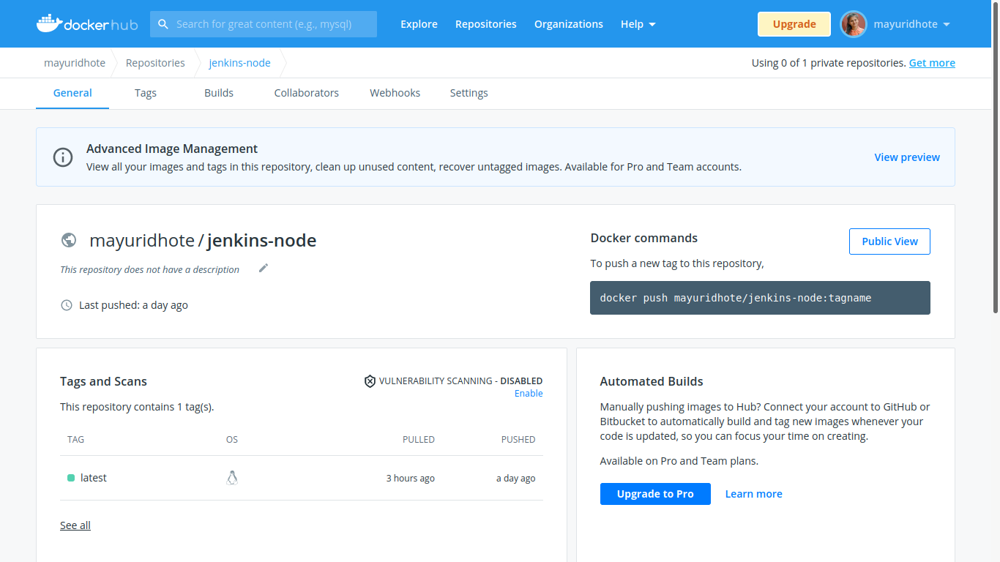 docker hub
Search for great content (e.g., mysql)
Explore
Repositories
Organizations
Help
Upgrade
mayuridhote
mayuridhote
Repositories
jenkins-node
Using 0 of 1 private repositories. Get more
General
Tags
Builds
Collaborators
Webhooks
Settings
Advanced Image Management
View all your images and tags in this repository, clean up unused content, recover untagged images. Available for Pro and Team accounts.
View preview
mayuridhote / jenkins-node
This repository does not have a description
Last pushed: a day ago
Docker commands
Public View
To push a new tag to this repository,
docker push mayuridhote/jenkins-node:tagname
Tags and Scans
VULNERABILITY SCANNING - DISABLED
Enable
This repository contains 1 tag(s).
TAG OS PULLED PUSHED
latest 3 hours ago a day ago
See all
Automated Builds
Manually pushing images to Hub? Connect your account to GitHub or
Bitbucket to automatically build and tag new images whenever your
code is updated, so you can focus your time on creating.
Available on Pro and Team plans.
Upgrade to Pro
Learn more